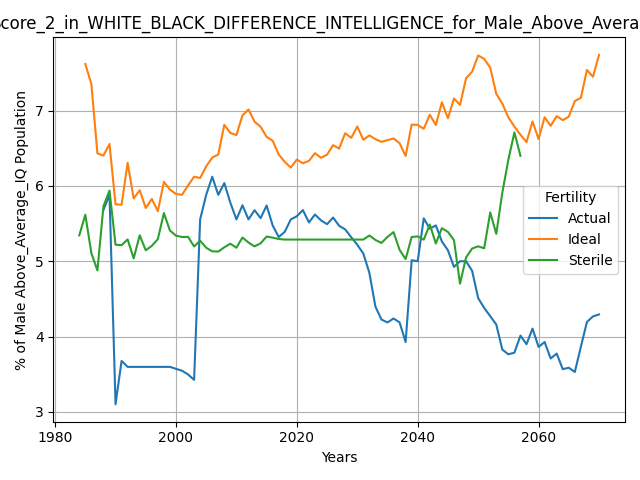 core_2_in_WHITE_BLACK_DIFFERENCE_INTELLIGENCE_for_Male_Above_Avera
% of Male Above_Average_IQ Population
7
6
5
4
3
Fertility
Actual
Ideal
Sterile
1980 2000 2020 2040 2060
Years